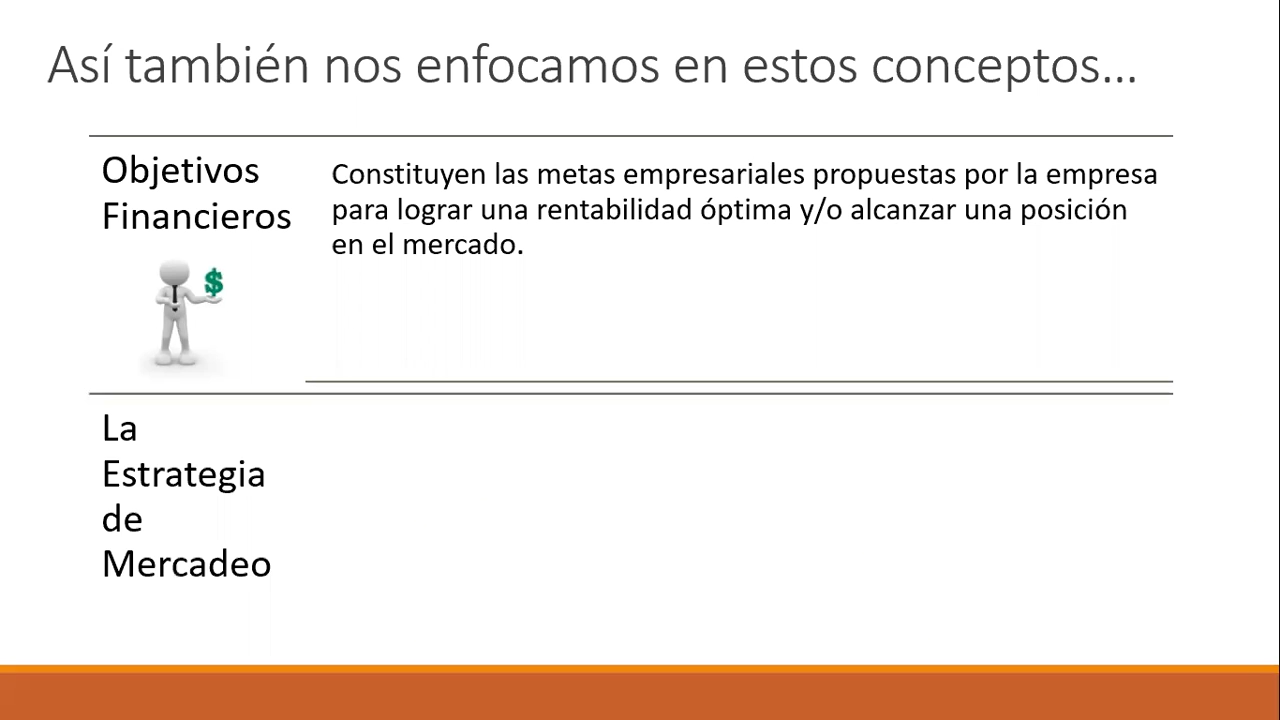 Así también nos enfocamos en estos conceptos...
Objetivos
Financieros
Constituyen las metas empresariales propuestas por la empresa
para lograr una rentabilidad óptima y/o alcanzar una posición
en el mercado.
$
La
Estrategia
de
Mercadeo